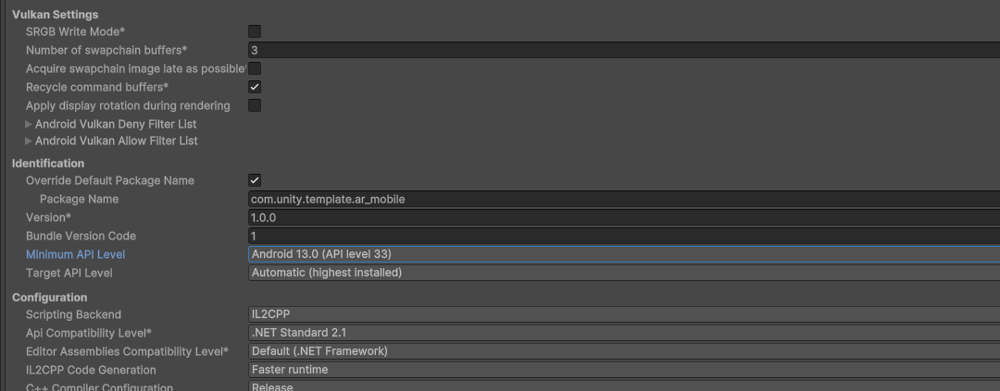 Vulkan Settings
SRGB Write Mode*
Number of swapchain buffers* 3
Acquire swapchain image late as possible*
Recycle command buffers*
Apply display rotation during rendering
Android Vulkan Deny Filter List
Android Vulkan Allow Filter List
Identification
Override Default Package Name
Package Name com.unity.template.ar_mobile
Version* 1.0.0
Bundle Version Code 1
Minimum API Level Android 13.0 (API level 33)
Target API Level Automatic (highest installed)
Configuration
Scripting Backend IL2CPP
Api Compatibility Level* .NET Standard 2.1
Editor Assemblies Compatibility Level* Default (.NET Framework)
IL2CPP Code Generation Faster runtime
C++ Compiler Configuration Release